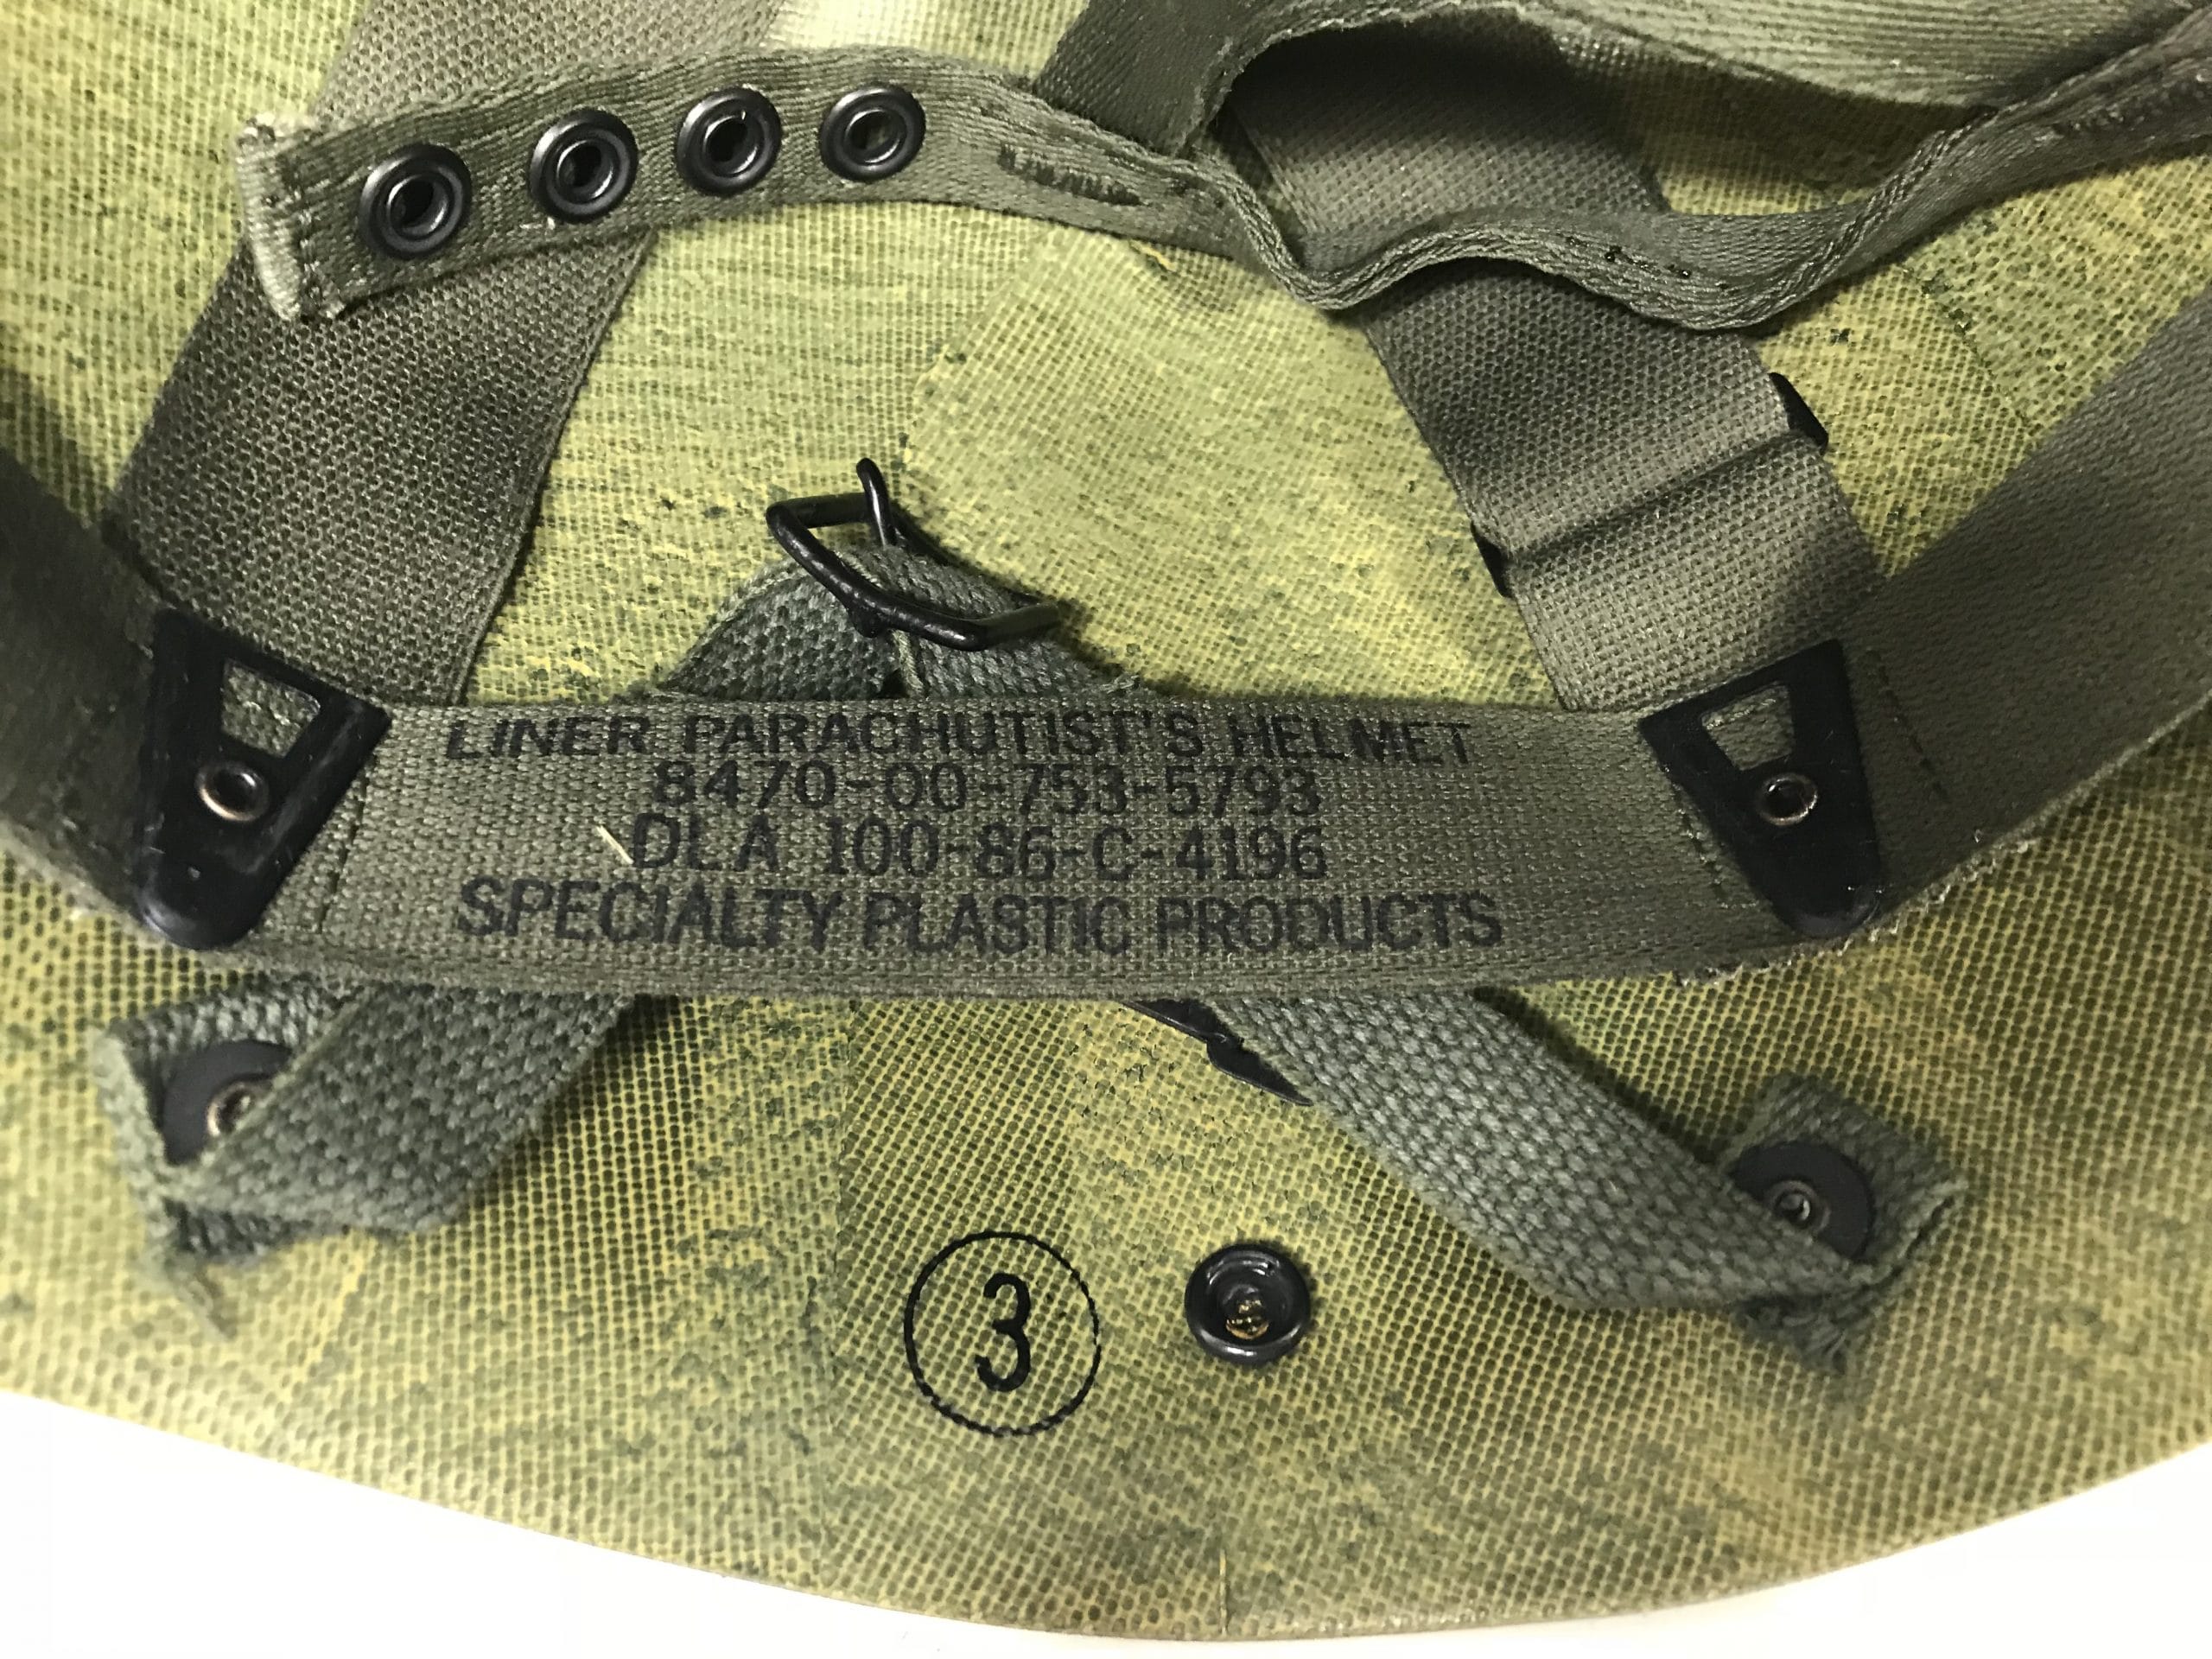 LINER PARACHUTIST'S HELMET
8470-00-753-5793
DLA 100-86-C-4196
SPECIALTY PLASTIC PRODUCTS
3